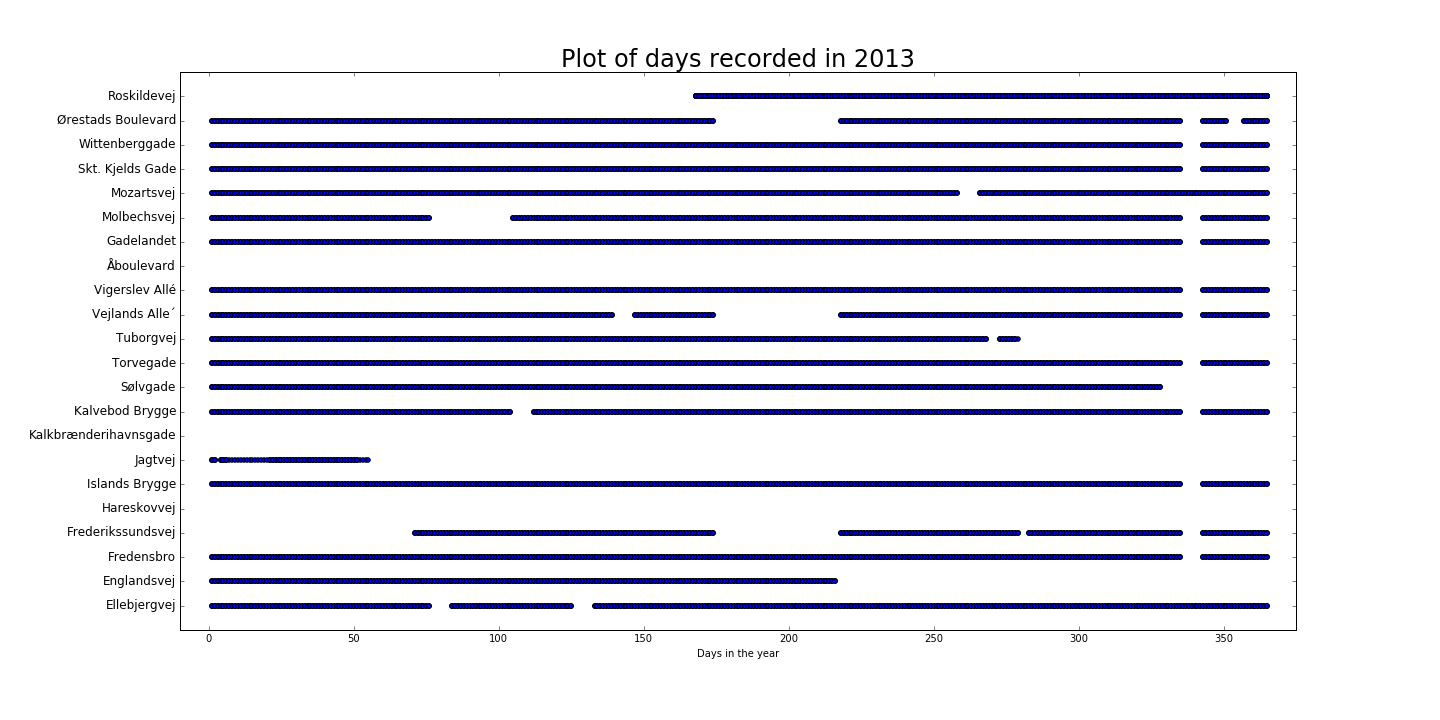 Plot of days recorded in 2013
Roskildevej
Ørestads Boulevard
Wittenberggade
Skt. Kjelds Gade
Mozartsvej
Molbechsvej
Gadelandet
Åboulevard
Vigerslev Allé
Vejlands Alle´
Tuborgvej
Torvegade
Sølvgade
Kalvebod Brygge
Kalkbrænderihavnsgade
Jagtvej
Islands Brygge
Hareskovvej
Frederikssundsvej
Fredensbro
Englandsvej
Ellebjergvej
0 50 100 150 200 250 300 350
Days in the year